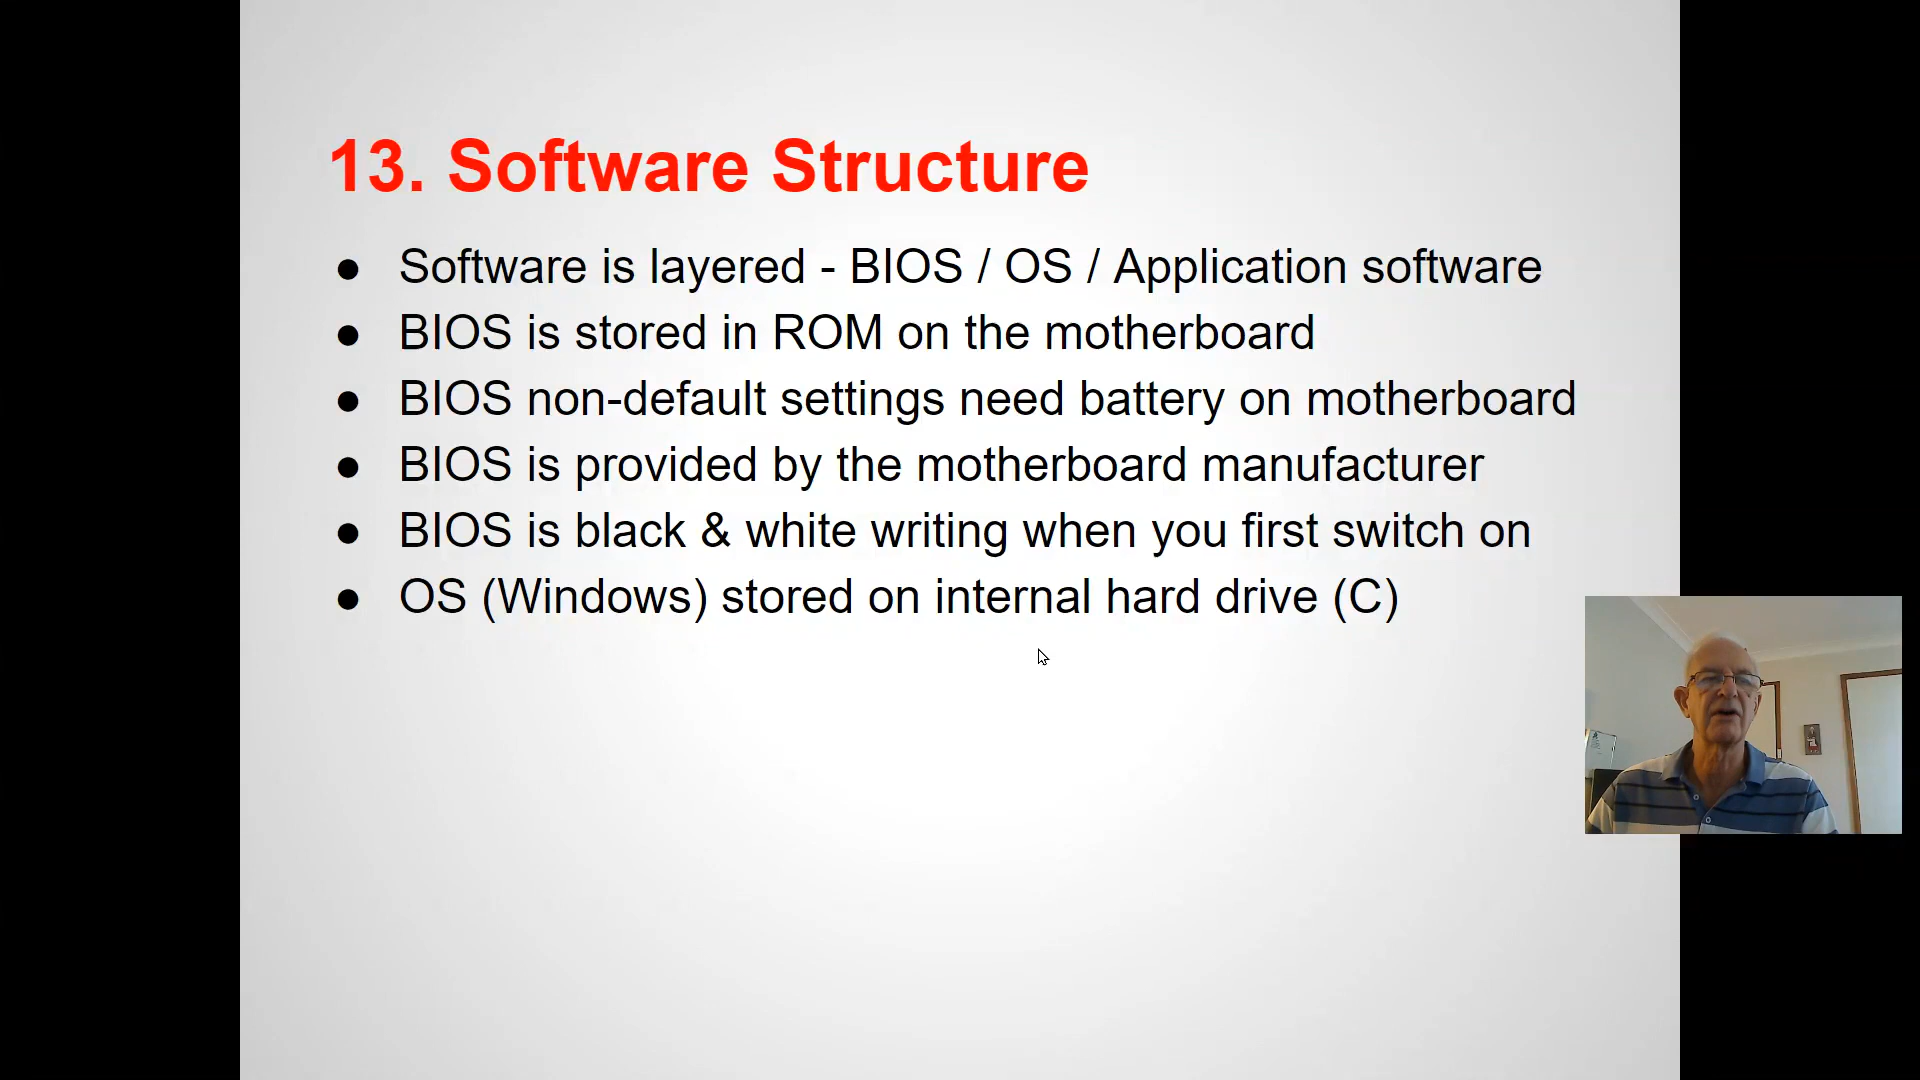 13. Software Structure
● Software is layered - BIOS / OS / Application software
● BIOS is stored in ROM on the motherboard
● BIOS non-default settings need battery on motherboard
● BIOS is provided by the motherboard manufacturer
● BIOS is black & white writing when you first switch on
● OS (Windows) stored on internal hard drive (C)